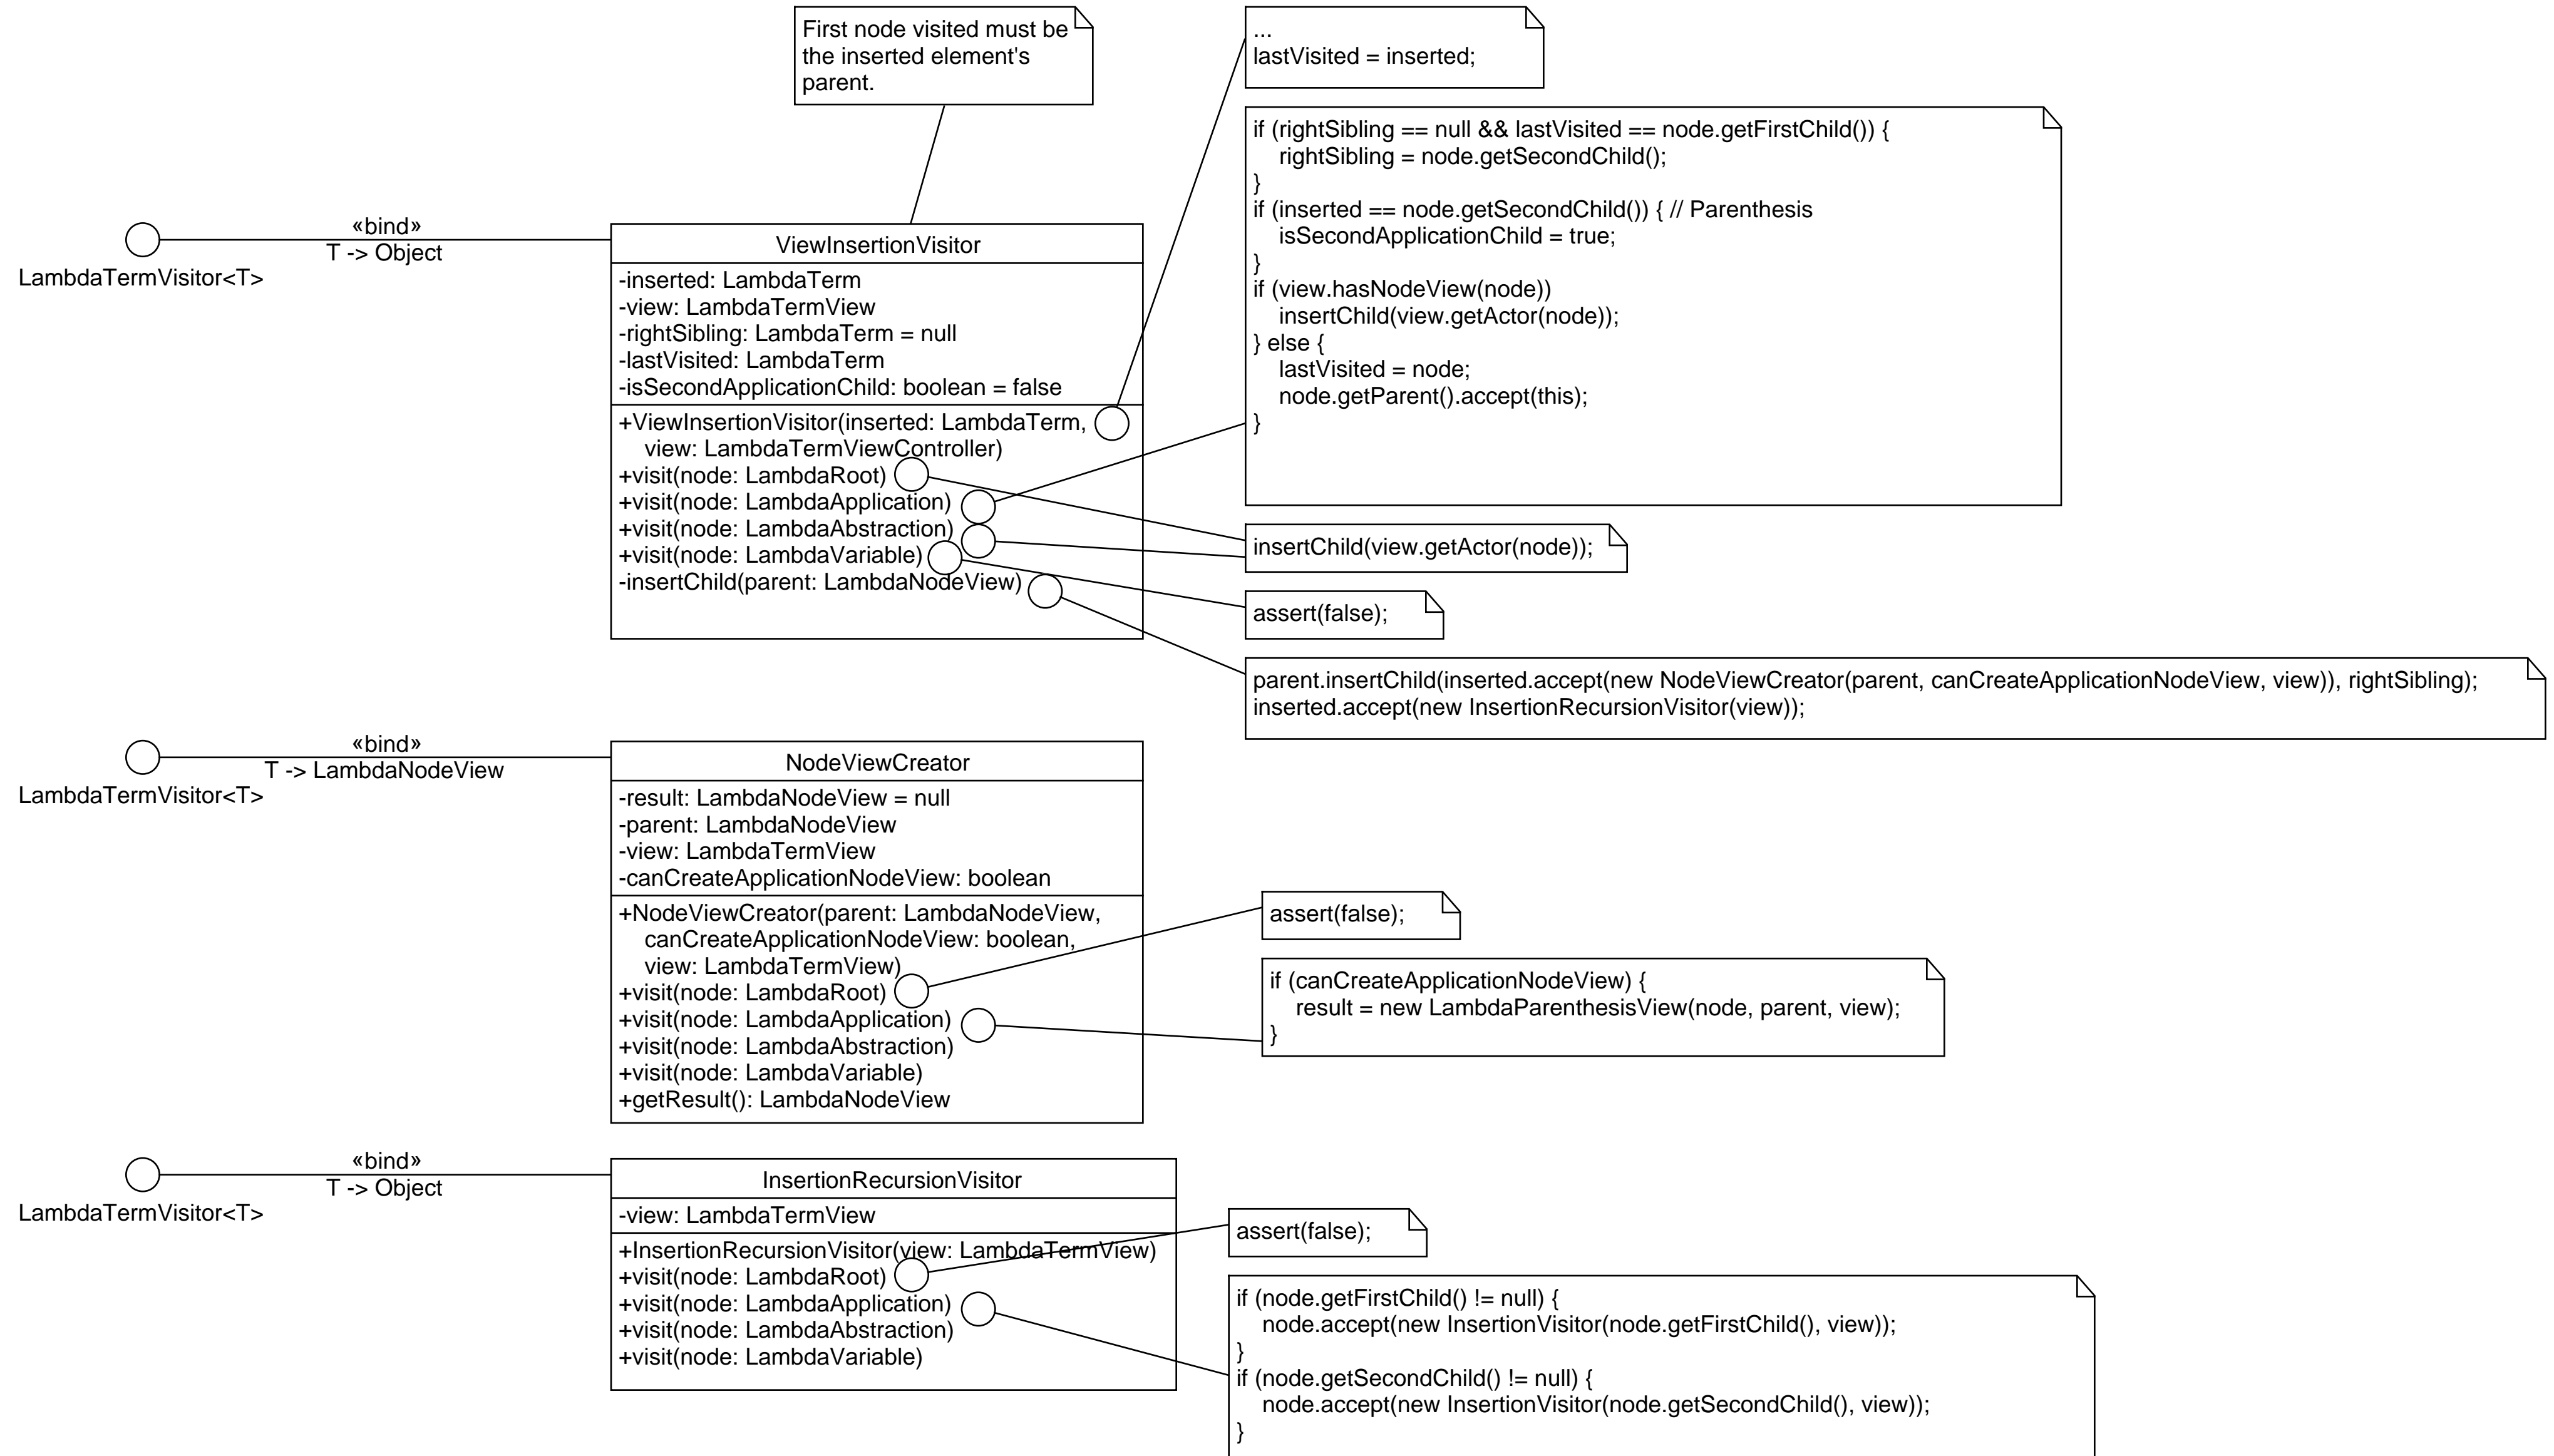 First node visited must be
the inserted element's
parent.
...
lastVisited = inserted;
if (rightSibling == null && lastVisited == node.getFirstChild()) {
rightSibling = node.getSecondChild();
}
if (inserted == node.getSecondChild()) { // Parenthesis
isSecondApplicationChild = true;
}
if (view.hasNodeView(node))
insertChild(view.getActor(node));
} else {
lastVisited = node;
node.getParent().accept(this);
}
«bind»
T -> Object
LambdaTermVisitor<T>
ViewInsertionVisitor
-inserted: LambdaTerm
-view: LambdaTermView
-rightSibling: LambdaTerm = null
-lastVisited: LambdaTerm
-isSecondApplicationChild: boolean = false
+ViewInsertionVisitor(inserted: LambdaTerm,
view: LambdaTermViewController)
+visit(node: LambdaRoot)
+visit(node: LambdaApplication)
+visit(node: LambdaAbstraction)
+visit(node: LambdaVariable)
-insertChild(parent: LambdaNodeView)
insertChild(view.getActor(node));
assert(false);
parent.insertChild(inserted.accept(new NodeViewCreator(parent, canCreateApplicationNodeView, view)), rightSibling);
inserted.accept(new InsertionRecursionVisitor(view));
«bind»
T -> LambdaNodeView
LambdaTermVisitor<T>
NodeViewCreator
-result: LambdaNodeView = null
-parent: LambdaNodeView
-view: LambdaTermView
-canCreateApplicationNodeView: boolean
+NodeViewCreator(parent: LambdaNodeView,
canCreateApplicationNodeView: boolean,
view: LambdaTermView)
+visit(node: LambdaRoot)
+visit(node: LambdaApplication)
+visit(node: LambdaAbstraction)
+visit(node: LambdaVariable)
+getResult(): LambdaNodeView
assert(false);
if (canCreateApplicationNodeView) {
result = new LambdaParenthesisView(node, parent, view);
}
«bind»
T -> Object
LambdaTermVisitor<T>
InsertionRecursionVisitor
-view: LambdaTermView
+InsertionRecursionVisitor(view: LambdaTermView)
+visit(node: LambdaRoot)
+visit(node: LambdaApplication)
+visit(node: LambdaAbstraction)
+visit(node: LambdaVariable)
assert(false);
if (node.getFirstChild() != null) {
node.accept(new InsertionVisitor(node.getFirstChild(), view));
}
if (node.getSecondChild() != null) {
node.accept(new InsertionVisitor(node.getSecondChild(), view));
}